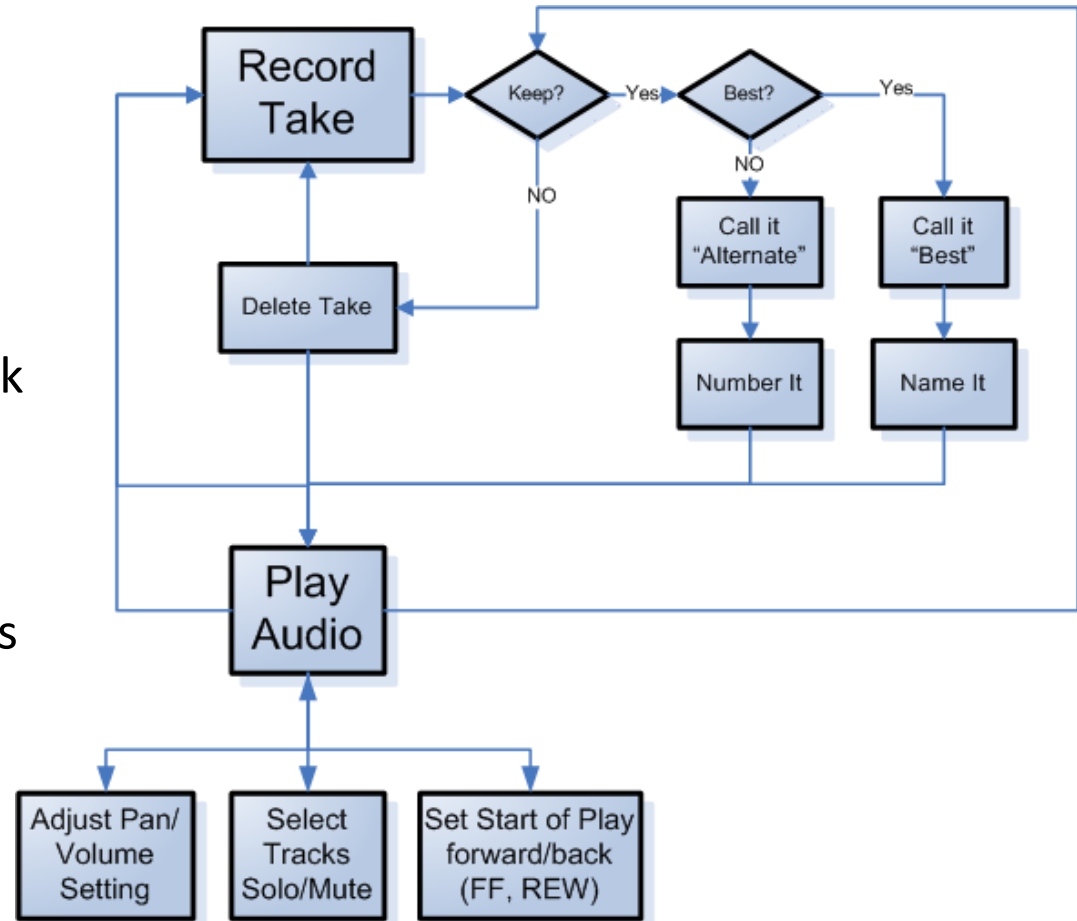 Record
Take
Keep?
Yes
Best?
Yes
NO
NO
Call it
“Alternate”
Call it
“Best”
Delete Take
k
Number It
Name It
Play
Audio
s
Adjust Pan/
Volume
Setting
Select
Tracks
Solo/Mute
Set Start of Play
forward/back
(FF, REW)